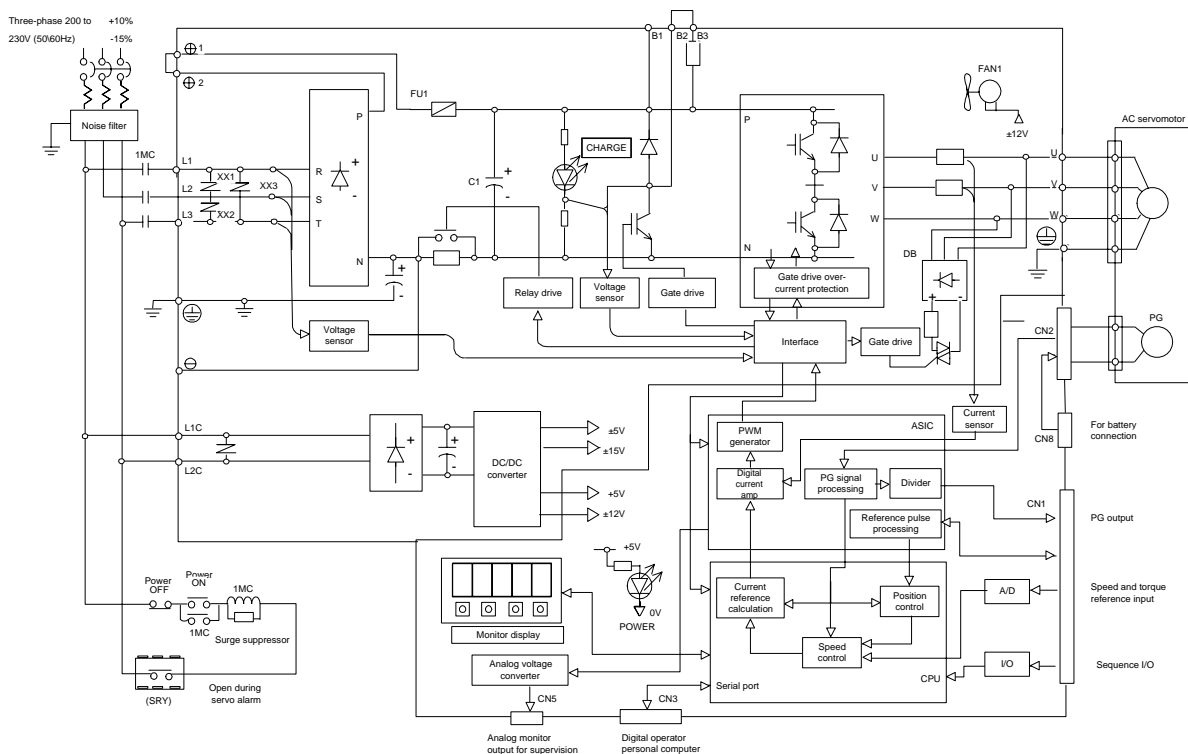 Three-phase 200 to +10%
230V (50\60Hz) -15%
Noise filter
1
2
B1 B2 B3
FU1
FAN1
±12V
AC servomotor
P
CHARGE
P
1MC
L1
XX1
XX3
R
+
-
C1
+
-
U
V
W
U
V
W
L2
S
L3
XX2
T
N
+
-
N
DB
+ -
Gate drive over-
current protection
Relay drive
Voltage
sensor
Gate drive
Voltage
sensor
Interface
Gate drive
CN2
PG
L1C
L2C
+
-
+
-
DC/DC
converter
±5V
±15V
+5V
±12V
ASIC
PWM
generator
Current
sensor
CN8
For battery
connection
Digital
current
amp
PG signal
processing
Divider
CN1
PG output
Reference pulse
processing
+5V
0V
POWER
Power
OFF
Power
ON
1MC
1MC
Surge suppressor
Monitor display
Current
reference
calculation
Position
control
A/D
Speed and torque
reference input
Speed
control
CPU
I/O
Sequence I/O
Analog voltage
converter
Serial port
(SRY)
Open during
servo alarm
CN5
CN3
Analog monitor
output for supervision
Digital operator
personal computer